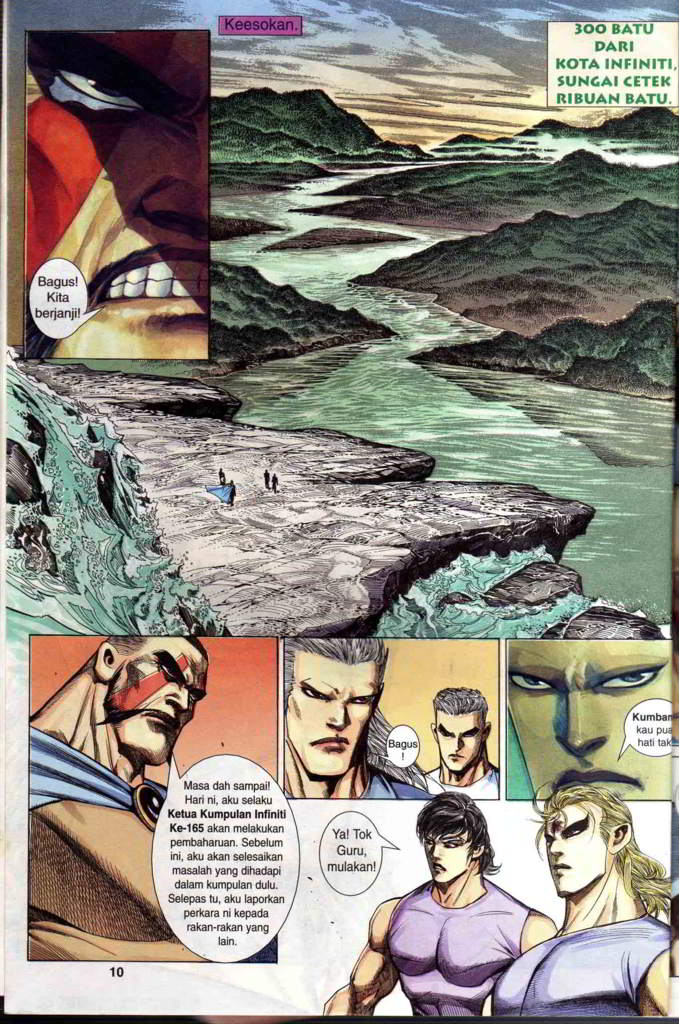 Keesokan.
300 BATU
DARI
KOTA INFINITI,
SUNGAI CETEK
RIBUAN BATU.
Bagus!
Kita
berjanji!
Masa dah sampai!
Hari ni, aku selaku
Ketua Kumpulan Infiniti
Ke-165 akan melakukan
pembaharuan. Sebelum
ini, aku akan selesaikan
masalah yang dihadapi
dalam kumpulan dulu.
Selepas tu, aku laporkan
perkara ni kepada
rakan-rakan yang
lain.
Bagus
!
Kumban
kau pua
hati tak
Ya! Tok
Guru,
mulakan!
10